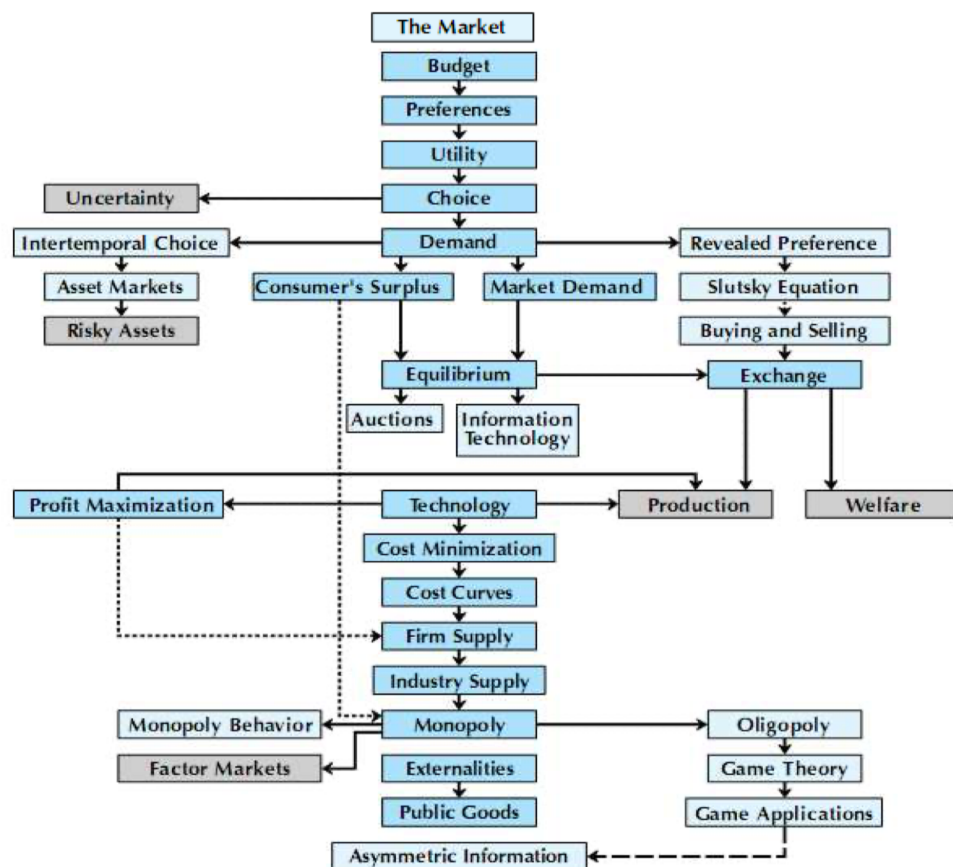 The Market
Budget
Preferences
Utility
Uncertainty
Choice
Intertemporal Choice
Demand
Revealed Preference
Asset Markets
Consumer's Surplus
Market Demand
Slutsky Equation
Risky Assets
Buying and Selling
Equilibrium
Exchange
Auctions
Information
Technology
Profit Maximization
Technology
Production
Welfare
Cost Minimization
Cost Curves
Firm Supply
Industry Supply
Monopoly Behavior
Monopoly
Oligopoly
Factor Markets
Externalities
Game Theory
Public Goods
Game Applications
Asymmetric Information